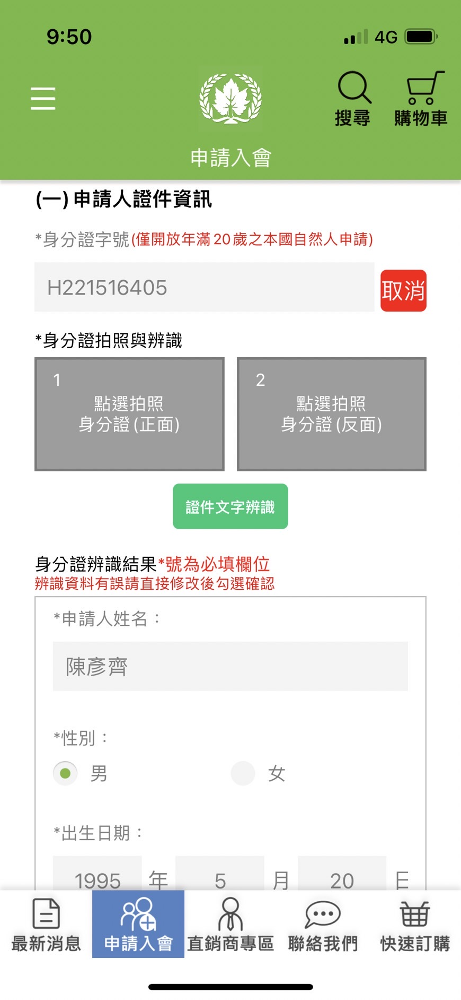 9:50
4G
搜尋
購物車
申請入會
(一)申請人證件資訊
*身分證字號(僅開放年滿20歲之本國自然人申請)
H221516405
取消
*身分證拍照與辨識
1
點選拍照
身分證(正面)
2
點選拍照
身分證(反面)
證件文字辨識
身分證辨識結果*號為必填欄位
辨識資料有誤請直接修改後勾選確認
*申請人姓名：
陳彥齊
*性別：
男
女
*出生日期：
1995 年 5 月 20 日
最新消息
申請入會
直銷商專區
聯絡我們
快速訂購